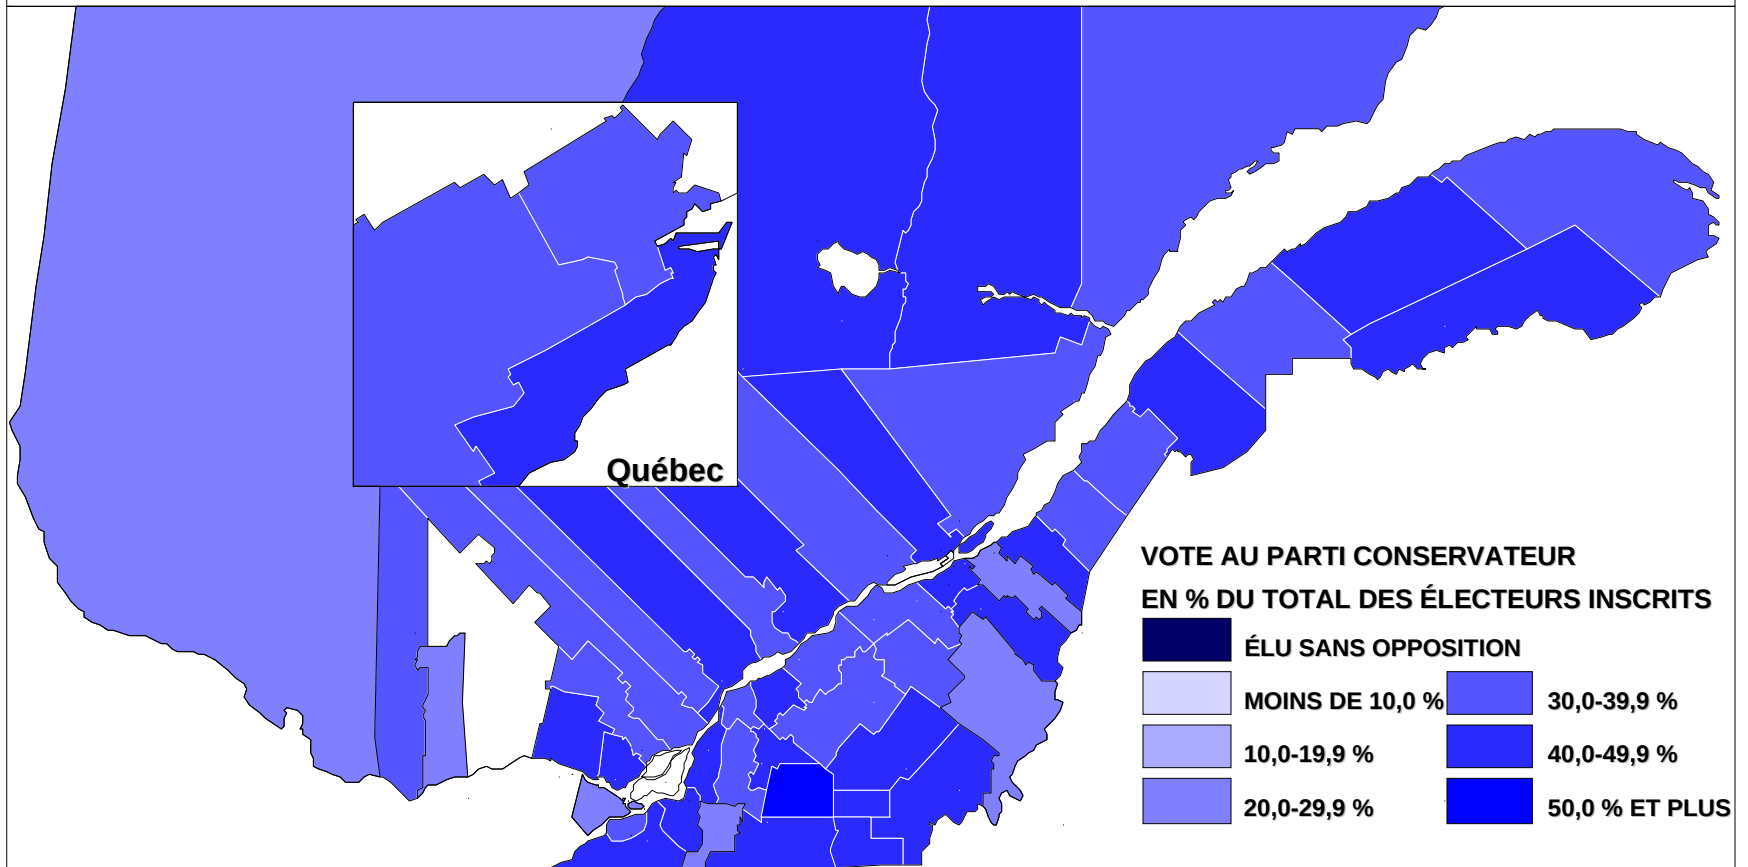 Québec
VOTE AU PARTI CONSERVATEUR
EN % DU TOTAL DES ÉLECTEURS INSCRITS
ÉLU SANS OPPOSITION
MOINS DE 10,0 %
30,0-39,9 %
10,0-19,9 %
40,0-49,9 %
20,0-29,9 %
50,0 % ET PLUS